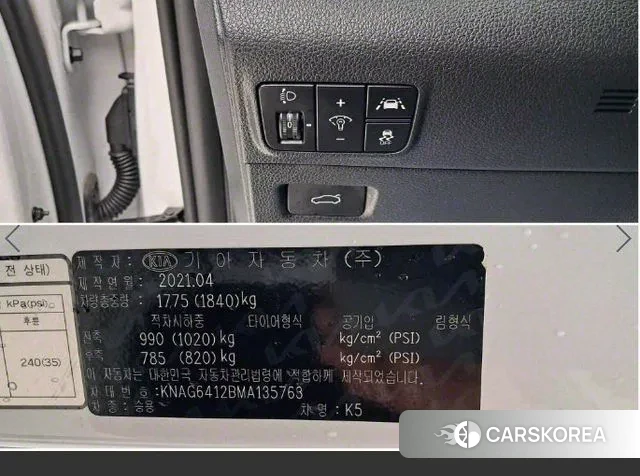 0
OFF
전 상태)
kPa(psi)
후륜
240(35)
제 작 자 : KIA 기 아 자 동 차 (주)
제 작 연 월 : 2021.04
차량총중량 : 1775 (1840)kg
적차시하중 타이어형식 공기압 림형식
전축 990 (1020)kg kg/cm² (PSI)
후축 785 (820)kg kg/cm² (PSI)
이 자동차는 대한민국 자동차관리법령에 적합하게 제작되었습니다.
차 대 번 호 : KNAG6412BMA135763
차 종 : 승용 차 명 : K5
CARSKOREA